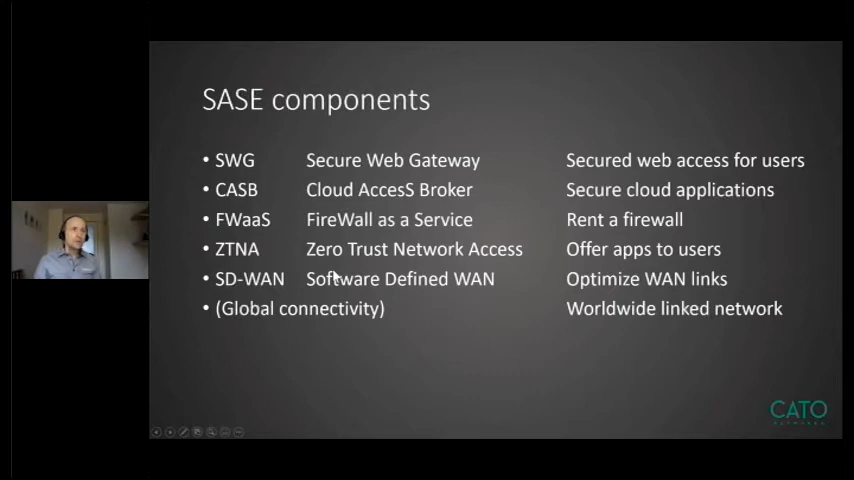 SASE components
• SWG Secure Web Gateway Secured web access for users
• CASB Cloud AccesS Broker Secure cloud applications
• FWaaS FireWall as a Service Rent a firewall
• ZTNA Zero Trust Network Access Offer apps to users
• SD-WAN Software Defined WAN Optimize WAN links
• (Global connectivity) Worldwide linked network
CATO
NETWORKS